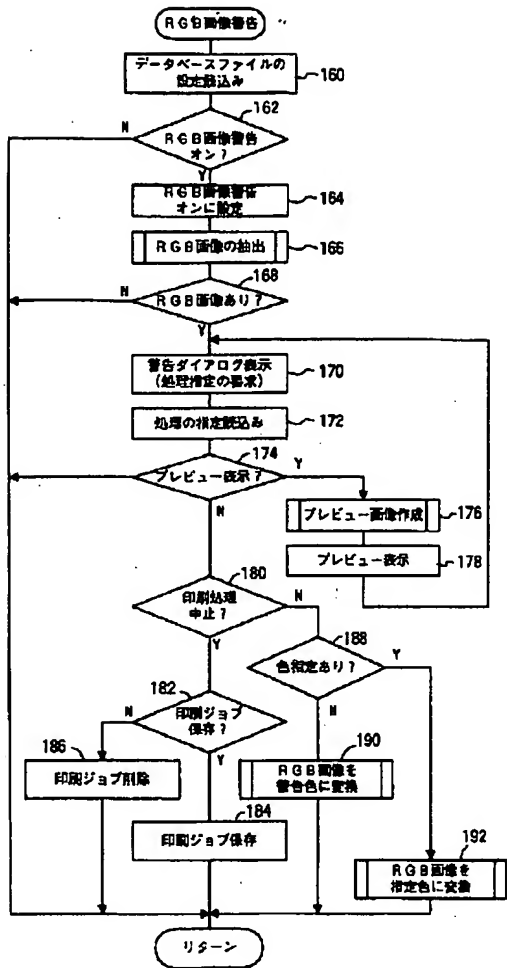 RGB画像警告
データベースファイルの
設定読込み
160
162
N
RGB画像警告
オン？
Y
RGB画像警告
オンに設定
164
RGB画像の抽出
166
168
N
RGB画像あり？
Y
警告ダイアログ表示
(処理指定の要求)
170
処理の指定読込み
172
174
プレビュー表示？
Y
N
プレビュー画像作成
176
プレビュー表示
178
180
印刷処理
中止？
N
Y
188
色指定あり？
Y
N
182
N
印刷ジョブ
保存？
Y
186
印刷ジョブ削除
184
印刷ジョブ保存
190
RGB画像を
警告色に変換
192
RGB画像を
指定色に変換
リターン